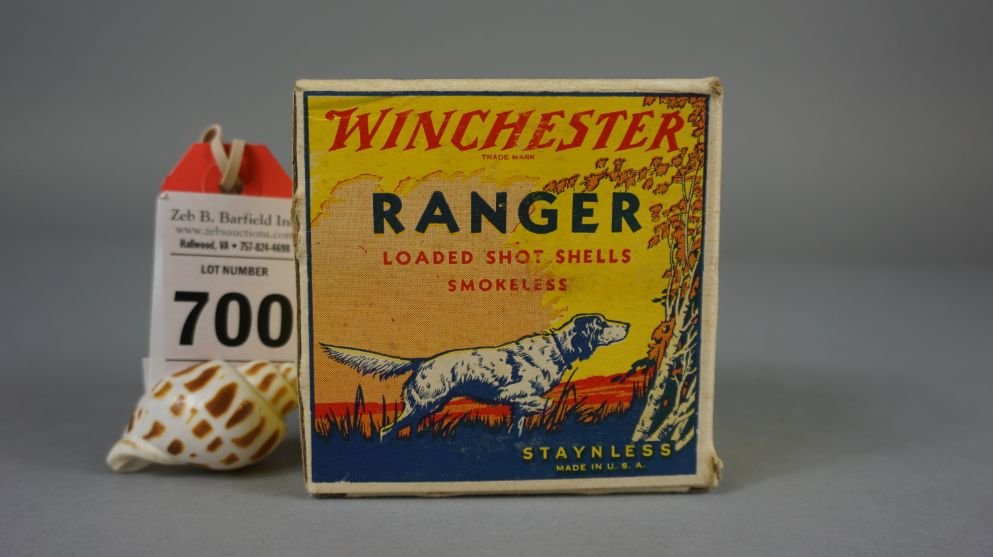 WINCHESTER
TRADE MARK
RANGER
LOADED SHOT SHELLS
SMOKELESS
STAYNLESS
MADE IN U. S. A.
Zeb B. Barfield
www.zebsauctions.com
Hallwood, VA • 757-824-4698
LOT NUMBER
700